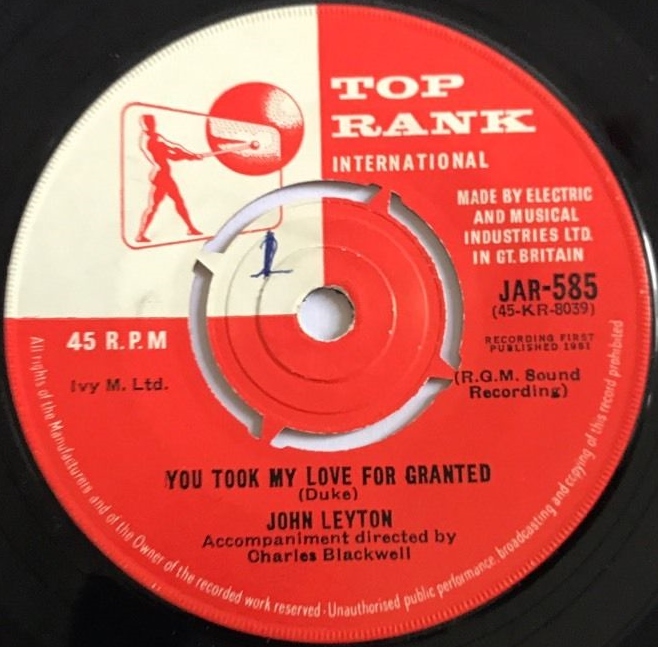 TOP
RANK
INTERNATIONAL
MADE BY ELECTRIC
AND MUSICAL
INDUSTRIES LTD.
IN GT. BRITAIN
1
JAR-585
(45-KR-8039)
45 R.P.M
RECORDING FIRST
PUBLISHED 1961
Ivy M. Ltd.
(R.G.M. Sound
Recording)
YOU TOOK MY LOVE FOR GRANTED
(Duke)
JOHN LEYTON
Accompaniment directed by
Charles Blackwell
All rights of the Manufacturers and of the Owner of the recorded work reserved · Unauthorised public performance, broadcasting and copying of this record prohibited